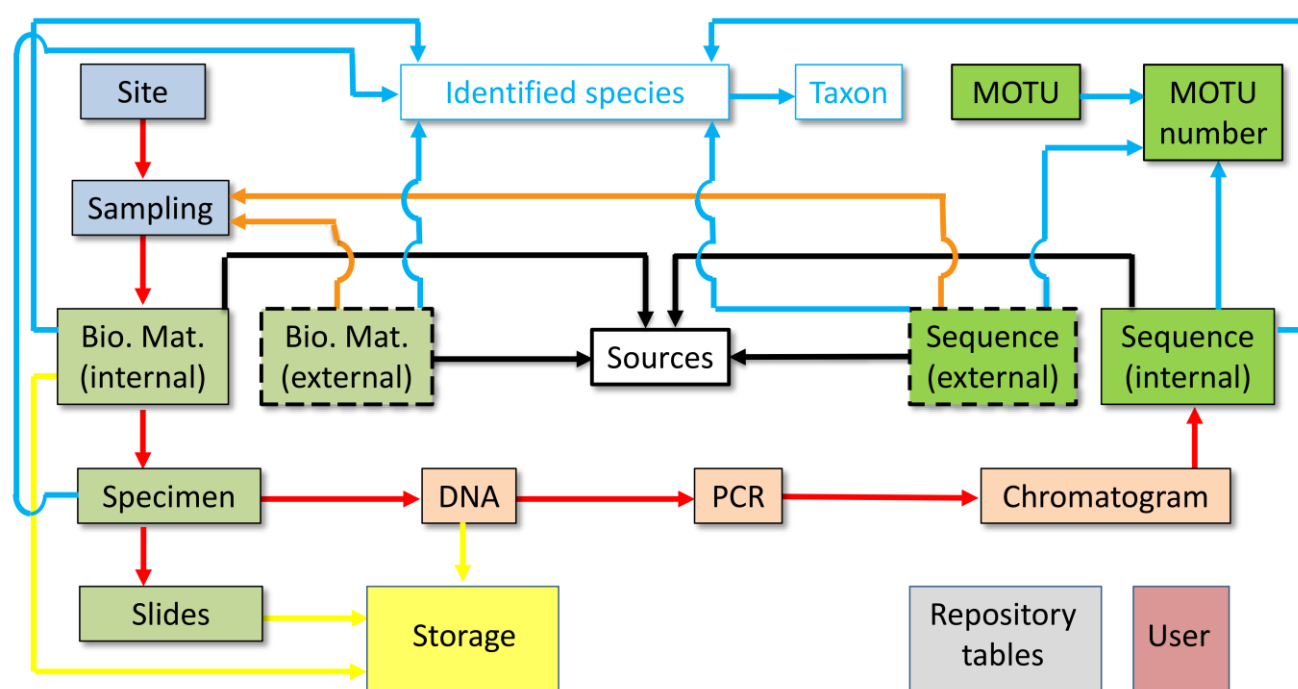 Site
Identified species
Taxon
MOTU
MOTU
number
Sampling
Bio. Mat.
(internal)
Bio. Mat.
(external)
Sources
Sequence
(external)
Sequence
(internal)
Specimen
DNA
PCR
Chromatogram
Slides
Storage
Repository
tables
User